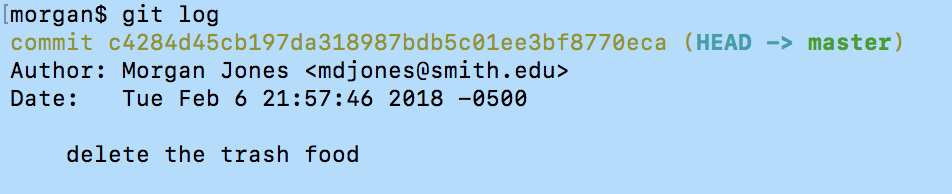 [morgan$ git log
commit c4284d45cb197da318987bdb5c01ee3bf8770eca (HEAD -> master)
Author: Morgan Jones <mdjones@smith.edu>
Date:   Tue Feb 6 21:57:46 2018 -0500
    delete the trash food